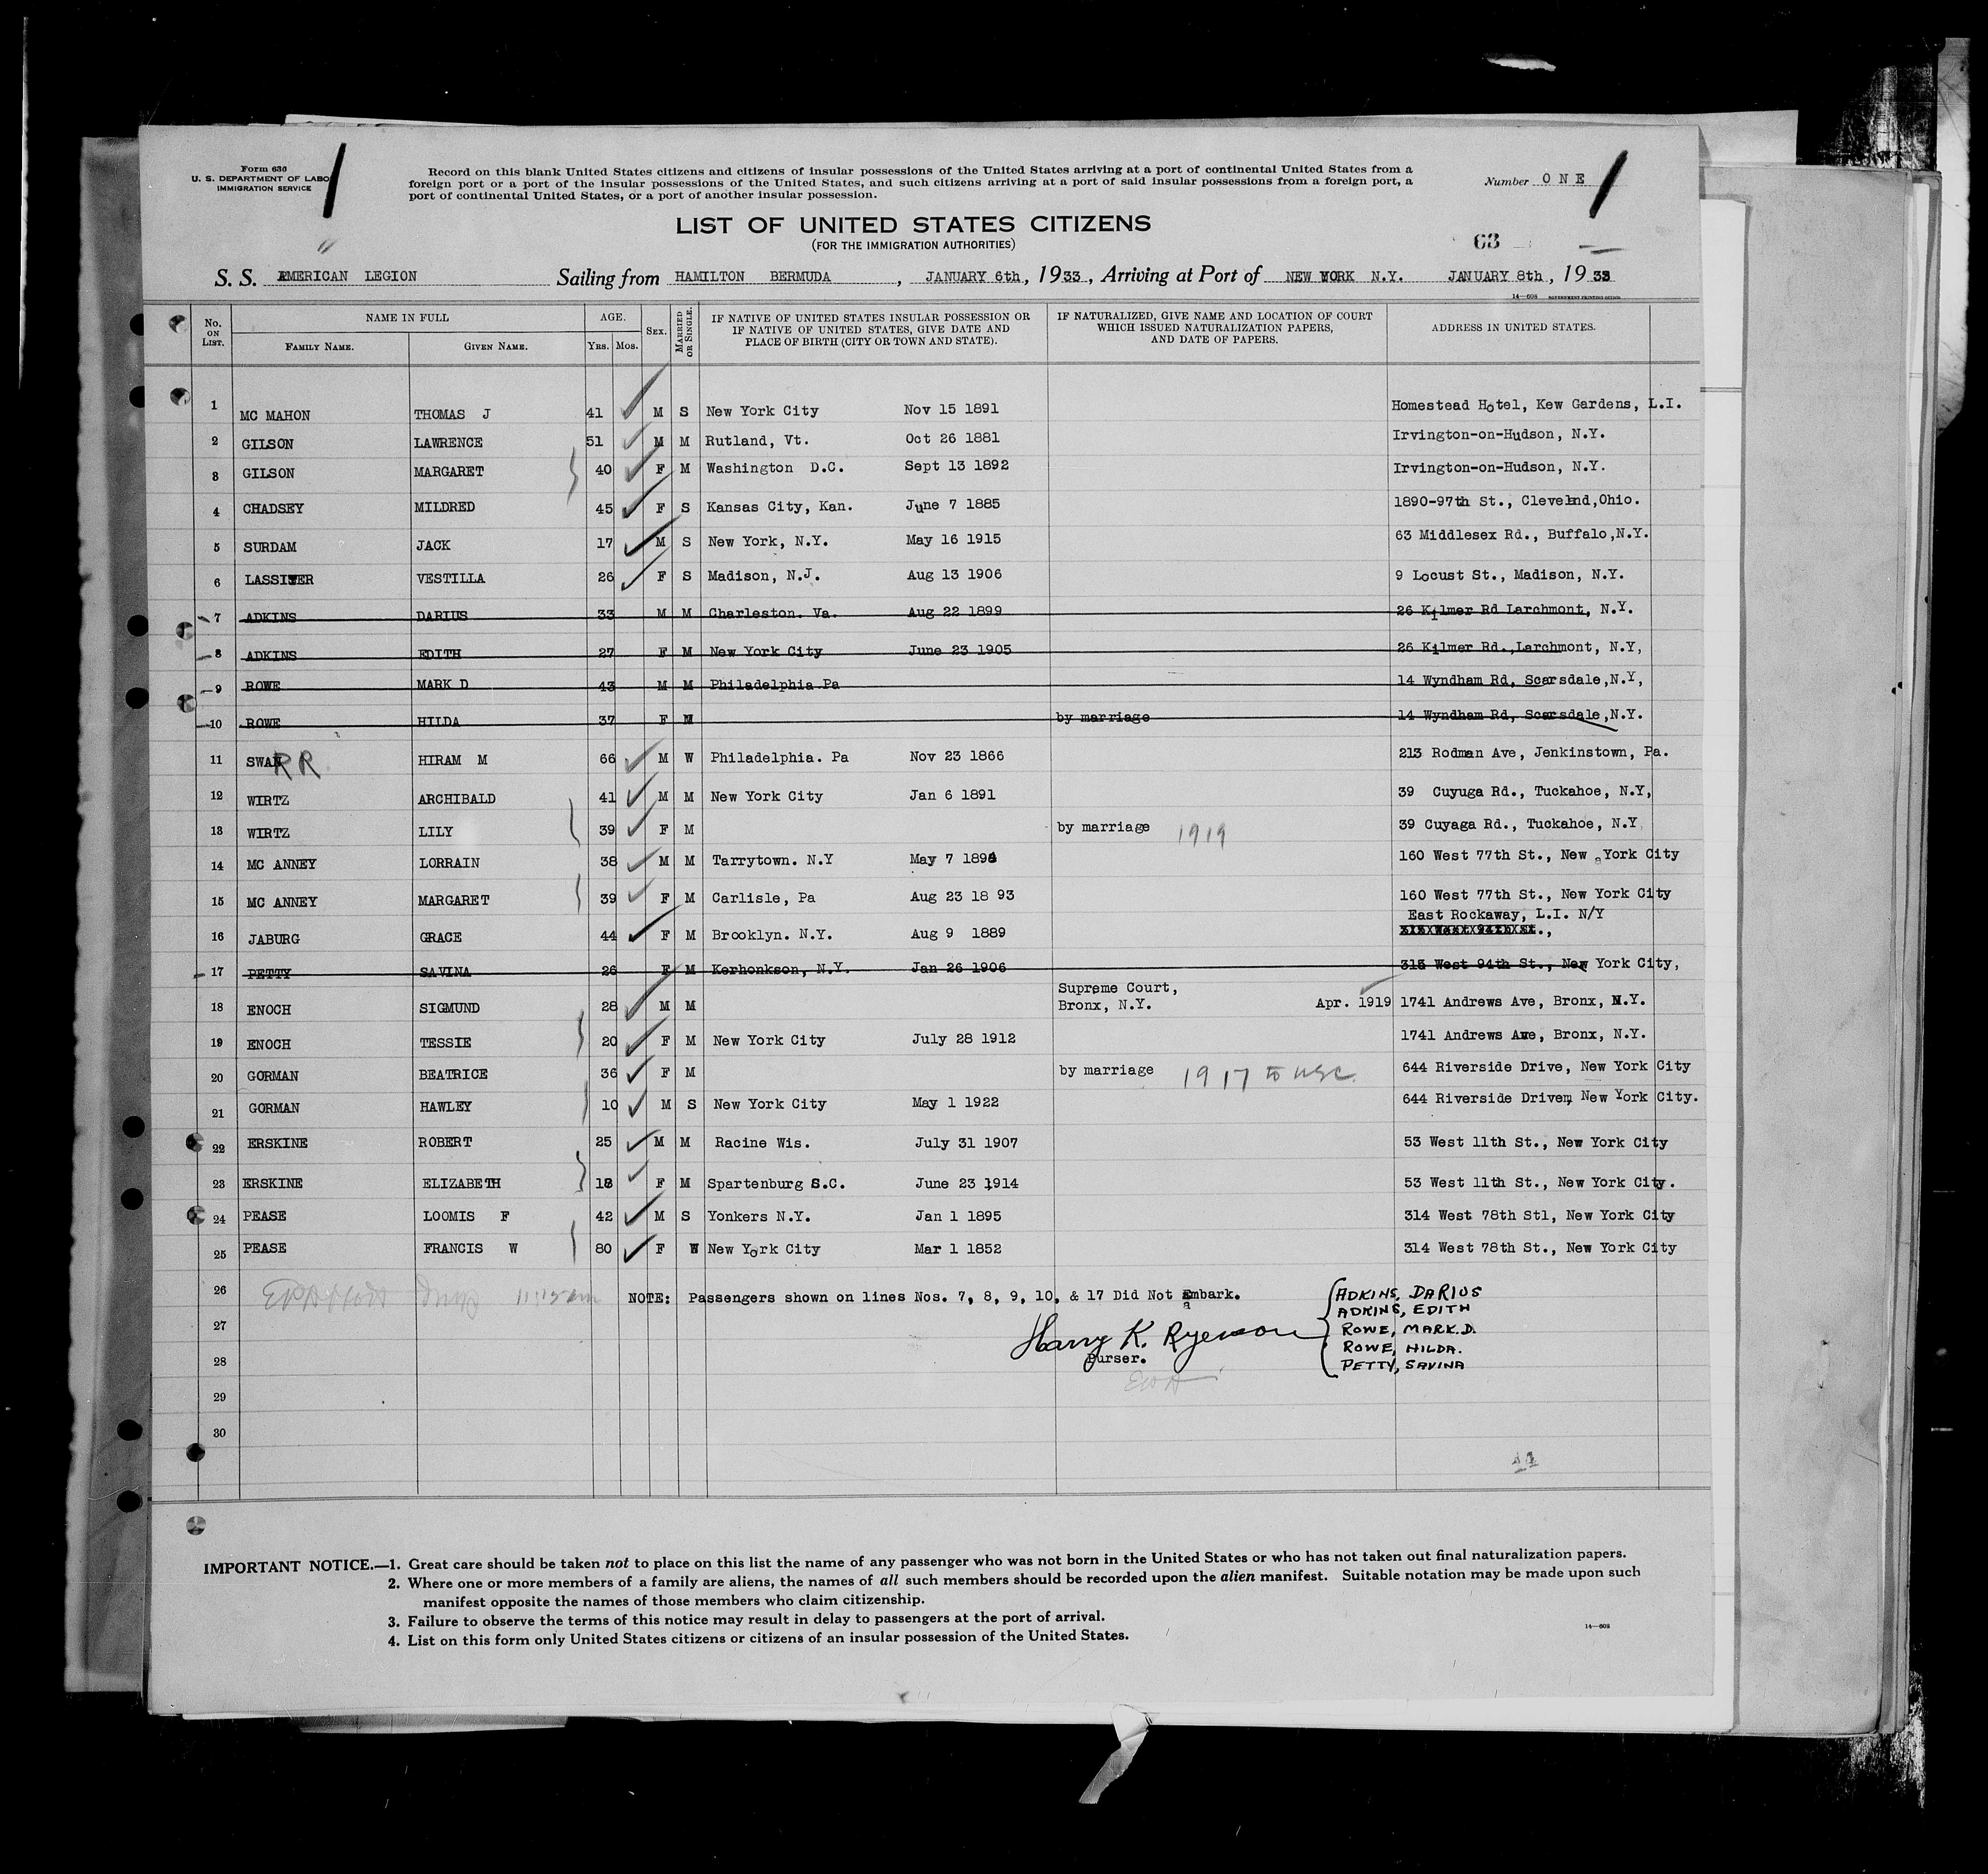 Form 636
U. S. DEPARTMENT OF LABO
IMMIGRATION SERVICE
Record on this blank United States citizens and citizens of insular possessions of the United States arriving at a port of continental United States from a
foreign port or a port of the insular possessions of the United States, and such citizens arriving at a port of said insular possessions from a foreign port, a
port of continental United States, or a port of another insular possession.
Number ONE
LIST OF UNITED STATES CITIZENS
(FOR THE IMMIGRATION AUTHORITIES)
63
S. S. AMERICAN LEGION Sailing from HAMILTON BERMUDA, JANUARY 6th, 1933, Arriving at Port of NEW YORK N.Y. JANUARY 8th, 1933
14—608 GOVERNMENT PRINTING OFFICE
No. ON LIST. NAME IN FULL FAMILY NAME. GIVEN NAME. AGE. YRS. MOS. SEX. MARRIED OR SINGLE. IF NATIVE OF UNITED STATES INSULAR POSSESSION OR IF NATIVE OF UNITED STATES, GIVE DATE AND PLACE OF BIRTH (CITY OR TOWN AND STATE). IF NATURALIZED, GIVE NAME AND LOCATION OF COURT WHICH ISSUED NATURALIZATION PAPERS, AND DATE OF PAPERS. ADDRESS IN UNITED STATES.
1 MC MAHON THOMAS J 41 M S New York City Nov 15 1891 Homestead Hotel, Kew Gardens, L.I.
2 GILSON LAWRENCE 51 M M Rutland, Vt. Oct 26 1881 Irvington-on-Hudson, N.Y.
3 GILSON MARGARET 40 F M Washington D.C. Sept 13 1892 Irvington-on-Hudson, N.Y.
4 CHADSEY MILDRED 45 F S Kansas City, Kan. June 7 1885 1890-97th St., Cleveland,Ohio.
5 SURDAM JACK 17 M S New York, N.Y. May 16 1915 63 Middlesex Rd., Buffalo,N.Y.
6 LASSITER VESTILLA 26 F S Madison, N.J. Aug 13 1906 9 Locust St., Madison, N.Y.
7 ADKINS DARIUS 33 M M Charleston. Va. Aug 22 1899 26 Kilmer Rd Larchmont, N.Y.
8 ADKINS EDITH 27 F M New York City June 23 1905 26 Kilmer Rd.,Larchmont, N.Y,
9 ROWE MARK D 43 M M Philadelphia Pa 14 Wyndham Rd, Scarsdale,N.Y,
10 ROWE HILDA 37 F M by marriage 14 Wyndham Rd, Scarsdale,N.Y.
11 SWARR HIRAM M 66 M W Philadelphia. Pa Nov 23 1866 213 Rodman Ave, Jenkinstown, Pa.
12 WIRTZ ARCHIBALD 41 M M New York City Jan 6 1891 39 Cuyuga Rd., Tuckahoe, N.Y,
13 WIRTZ LILY 39 F M by marriage 1919 39 Cuyaga Rd., Tuckahoe, N.Y
14 MC ANNEY LORRAIN 38 M M Tarrytown. N.Y May 7 1894 160 West 77th St., New York City
15 MC ANNEY MARGARET 39 F M Carlisle, Pa Aug 23 18 93 160 West 77th St., New York City
East Rockaway, L.I. N/Y
16 JABURG GRACE 44 F M Brooklyn. N.Y. Aug 9 1889
17 PETTY SAVINA 26 F M Kerhonkson, N.Y. Jan 26 1906 315 West 94th St., New York City,
18 ENOCH SIGMUND 28 M M Supreme Court, Bronx, N.Y. Apr. 1919 1741 Andrews Ave, Bronx, N.Y.
19 ENOCH TESSIE 20 F M New York City July 28 1912 1741 Andrews Ave, Bronx, N.Y.
20 GORMAN BEATRICE 36 F M by marriage 1917 to USC. 644 Riverside Drive, New York City
21 GORMAN HAWLEY 10 M S New York City May 1 1922 644 Riverside Drive, New York City.
22 ERSKINE ROBERT 25 M M Racine Wis. July 31 1907 53 West 11th St., New York City
23 ERSKINE ELIZABETH 18 F M Spartenburg S.C. June 23 1914 53 West 11th St., New York City.
24 PEASE LOOMIS F 42 M S Yonkers N.Y. Jan 1 1895 314 West 78th Stl, New York City
25 PEASE FRANCIS W 80 F W New York City Mar 1 1852 314 West 78th St., New York City
26 NOTE: Passengers shown on lines Nos. 7, 8, 9, 10, & 17 Did Not Embark.
27 Harry K. Ryerson
Purser.
ADKINS, DARIUS
ADKINS, EDITH
ROWE, MARK.D.
ROWE, HILDA.
PETTY, SAVINA
28
29
30
IMPORTANT NOTICE.—1. Great care should be taken not to place on this list the name of any passenger who was not born in the United States or who has not taken out final naturalization papers.
2. Where one or more members of a family are aliens, the names of all such members should be recorded upon the alien manifest. Suitable notation may be made upon such
manifest opposite the names of those members who claim citizenship.
3. Failure to observe the terms of this notice may result in delay to passengers at the port of arrival.
4. List on this form only United States citizens or citizens of an insular possession of the United States.
14—608